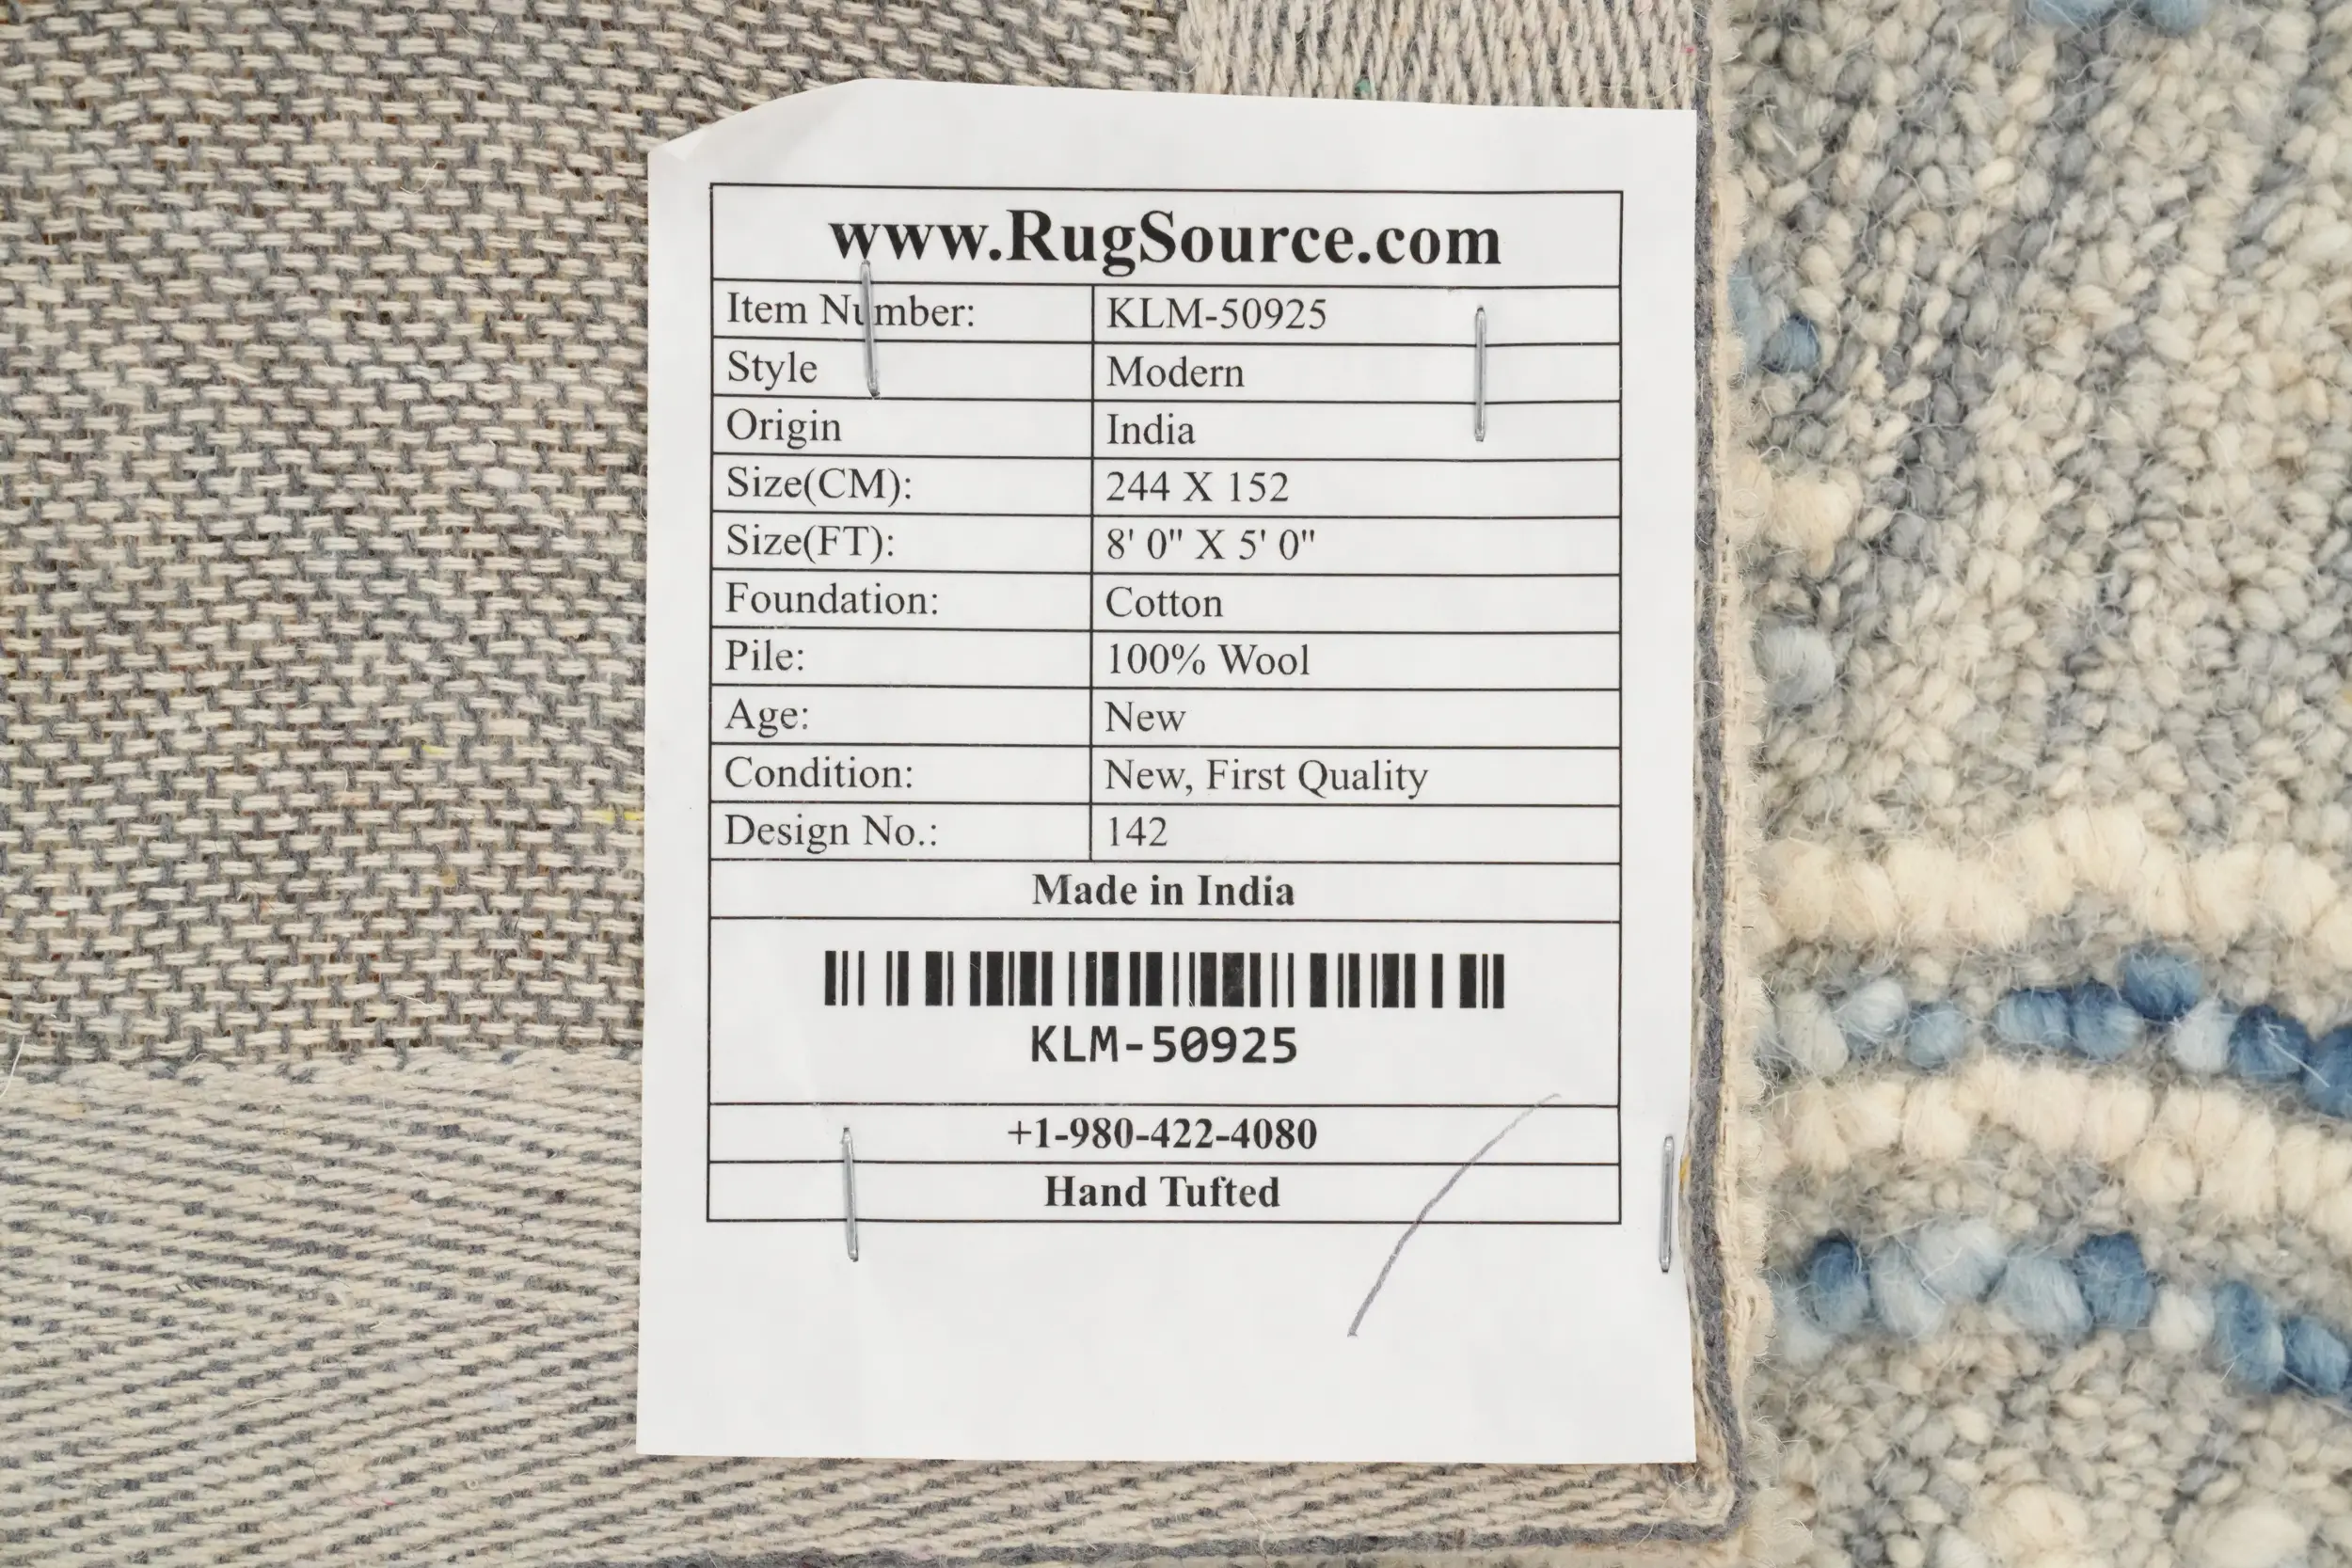 www.RugSource.com
Item Number: KLM-50925
Style Modern
Origin India
Size(CM): 244 X 152
Size(FT): 8' 0" X 5' 0"
Foundation: Cotton
Pile: 100% Wool
Age: New
Condition: New, First Quality
Design No.: 142
Made in India
KLM-50925
+1-980-422-4080
Hand Tufted